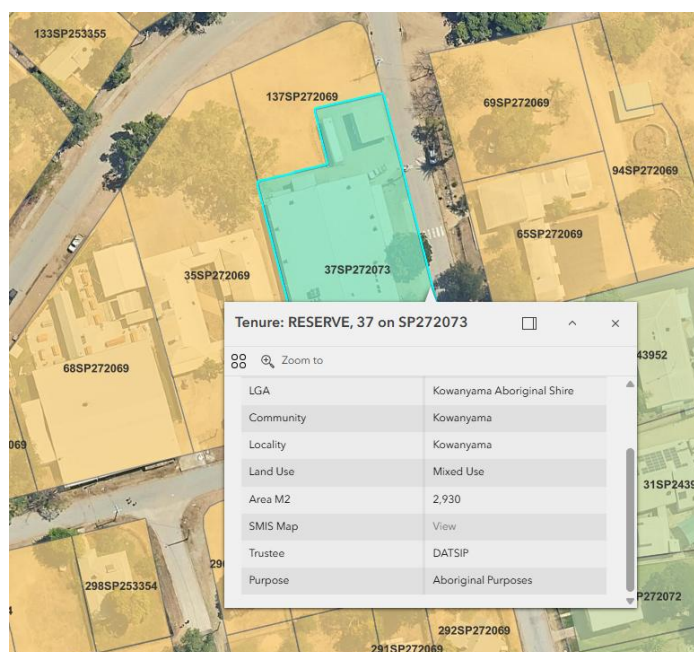 133SP253355
137SP272069
69SP272069
94SP272069
65SP272069
35SP272069
37SP272073
68SP272069
43952
069
31SP2439
Tenure: RESERVE, 37 on SP272073
Zoom to
LGA Kowanyama Aboriginal Shire
Community Kowanyama
Locality Kowanyama
Land Use Mixed Use
Area M2 2,930
SMIS Map View
Trustee DATSIP
Purpose Aboriginal Purposes
29
298SP253354
P272072
292SP272069
291SP272069